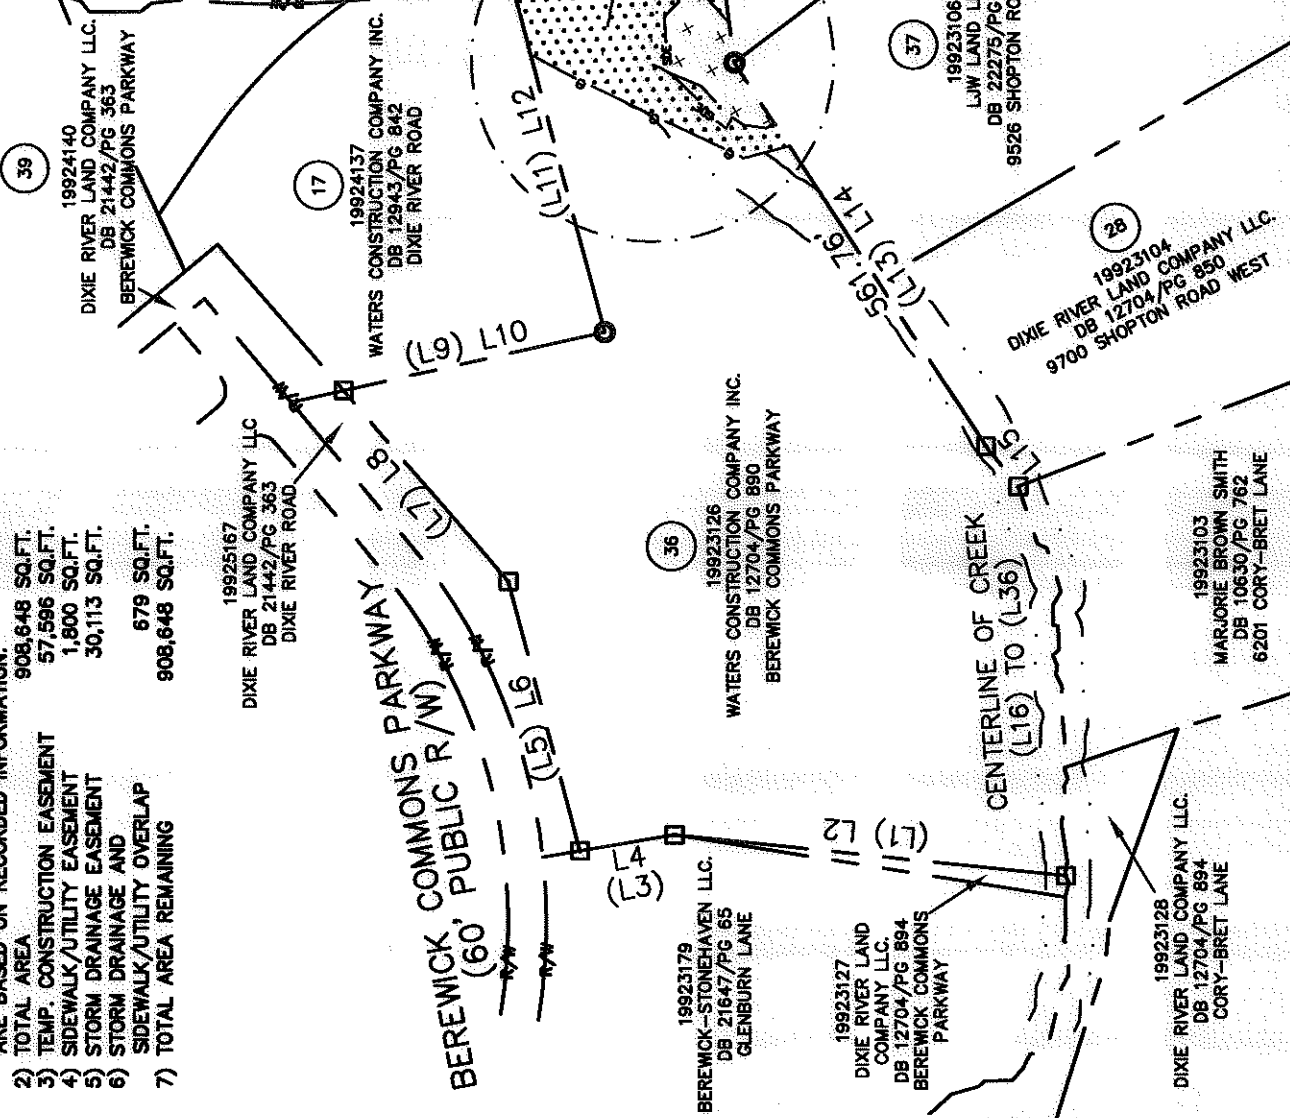 2) TOTAL AREA 908,648 SQ.FT.
3) TEMP. CONSTRUCTION EASEMENT 57,596 SQ.FT.
4) SIDEWALK/UTILITY EASEMENT 1,800 SQ.FT.
5) STORM DRAINAGE EASEMENT 30,113 SQ.FT.
6) STORM DRAINAGE AND
SIDEWALK/UTILITY OVERLAP 679 SQ.FT.
7) TOTAL AREA REMAINING 908,648 SQ.FT.
39
19924140
DIXIE RIVER LAND COMPANY LLC.
DB 21442/PG 363
BEREWICK COMMONS PARKWAY
17
19924137
WATERS CONSTRUCTION COMPANY INC.
DB 12943/PG 842
DIXIE RIVER ROAD
37
19923106
LJW LAND
DB 22275/PG
9526 SHOPTON
28
19923104
DIXIE RIVER LAND COMPANY LLC.
DB 12704/PG 850
9700 SHOPTON ROAD WEST
19925167
DIXIE RIVER LAND COMPANY LLC
DB 21442/PG 363
DIXIE RIVER ROAD
36
19923126
WATERS CONSTRUCTION COMPANY INC.
DB 12704/PG 890
BEREWICK COMMONS PARKWAY
19923103
MARJORIE BROWN SMITH
DB 10630/PG 762
6201 CORY-BRET LANE
BEREWICK COMMONS PARKWAY
(60' PUBLIC R/W)
R/W
R/W
R/W
R/W
R/W
SDE
CENTERLINE OF CREEK
(L16) TO (L36)
(L11) L12
(L9) L10
(L7) L8
(L5) L6
L4
(L3)
(L1) L2
561.76'
(L13) L14
L15
19923179
BEREWICK-STONEHAVEN LLC.
DB 21647/PG 65
GLENBURN LANE
19923127
DIXIE RIVER LAND
COMPANY LLC.
DB 12704/PG 894
BEREWICK COMMONS
PARKWAY
19923128
DIXIE RIVER LAND COMPANY LLC.
DB 12704/PG 894
CORY-BRET LANE